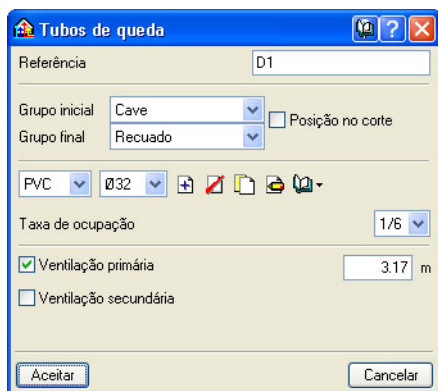 Tubos de queda
Referência D1
Grupo inicial Cave
Posição no corte
Grupo final Recuado
PVC Ø32
Taxa de ocupação 1/6
Ventilação primária 3.17 m
Ventilação secundária
Aceitar Cancelar